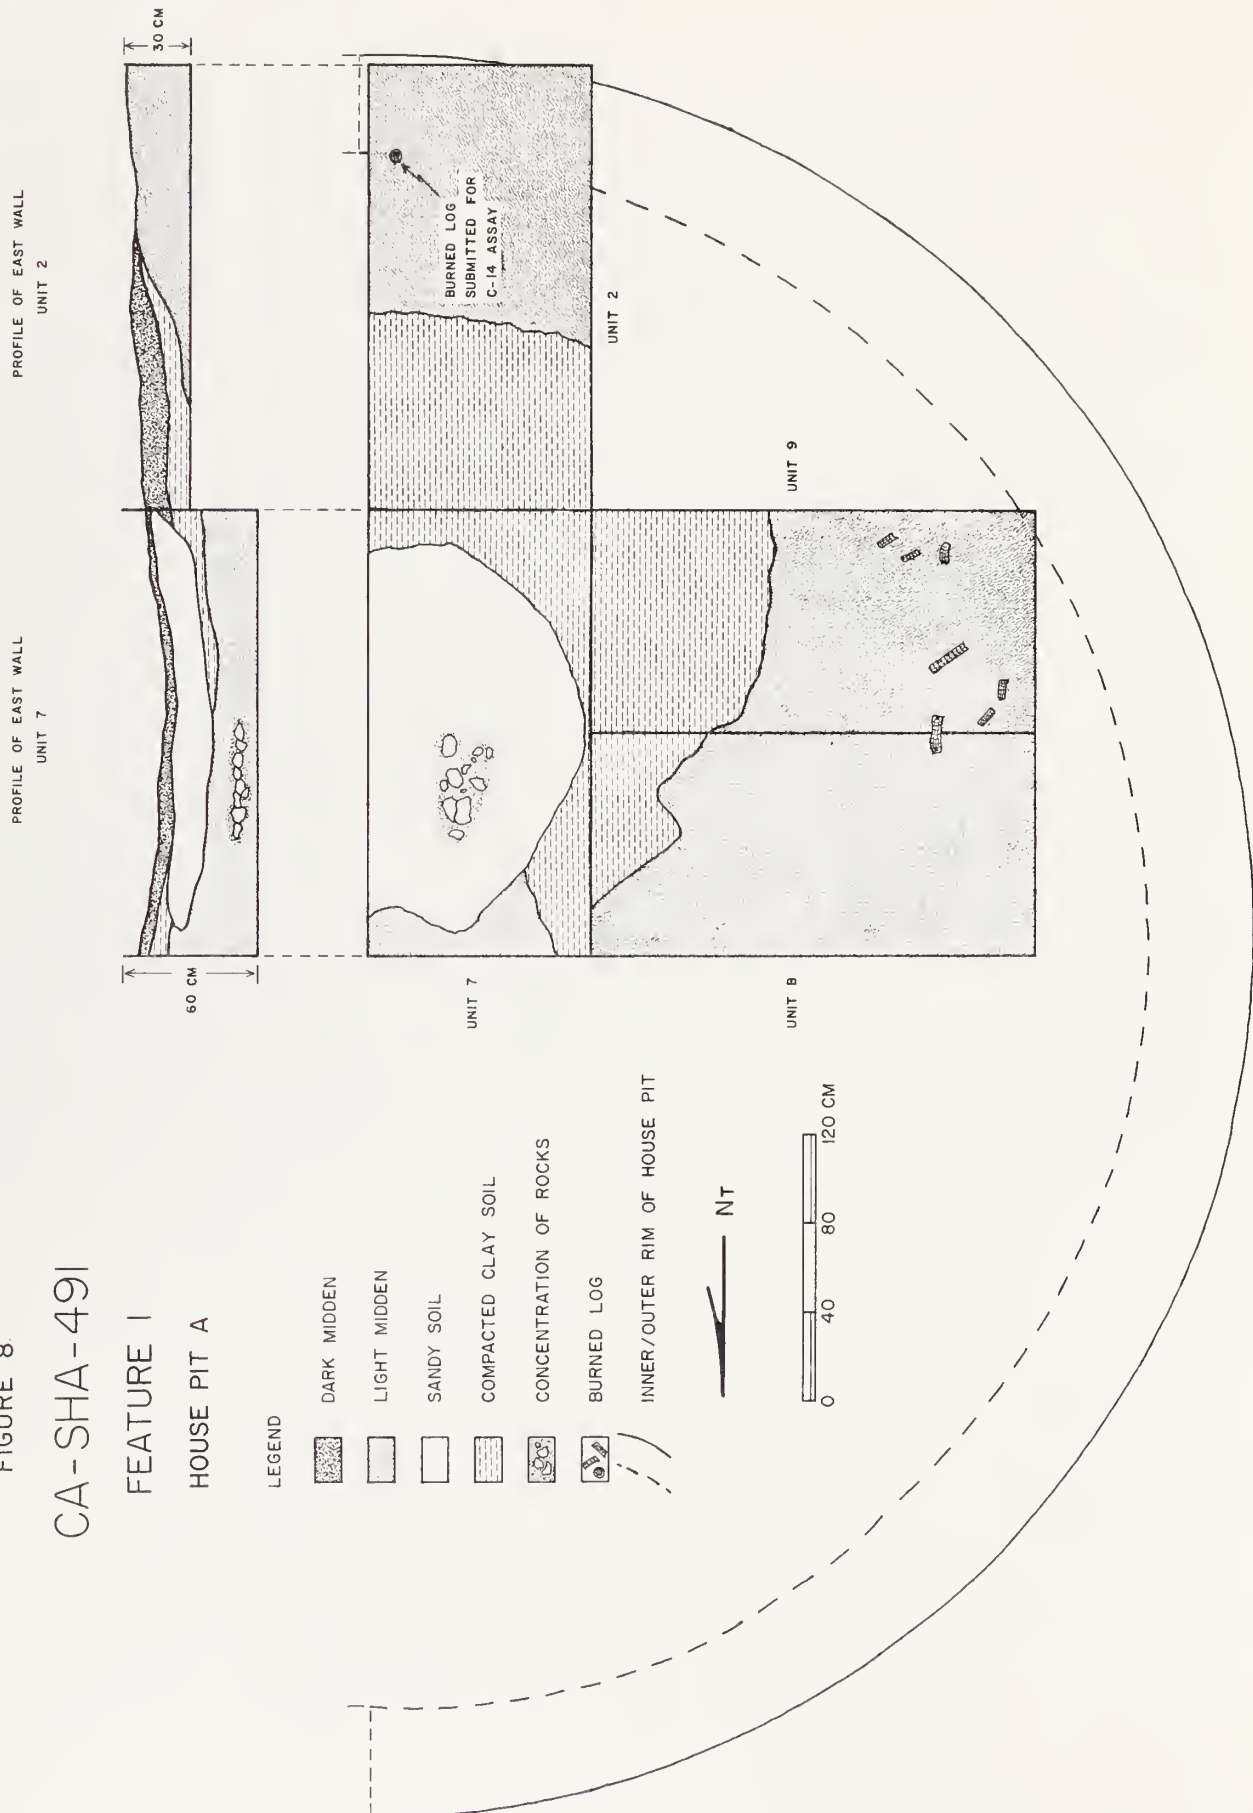 FIGURE 8.
CA-SHA-491
FEATURE 1
HOUSE PIT A
LEGEND
DARK MIDDEN
LIGHT MIDDEN
SANDY SOIL
COMPACTED CLAY SOIL
CONCENTRATION OF ROCKS
BURNED LOG
INNER/OUTER RIM OF HOUSE PIT
NT
0 40 80 120 CM
PROFILE OF EAST WALL
UNIT 7
PROFILE OF EAST WALL
UNIT 2
60 CM
30 CM
BURNED LOG
SUBMITTED FOR
C-14 ASSAY
UNIT 7
UNIT 2
UNIT 8
UNIT 9